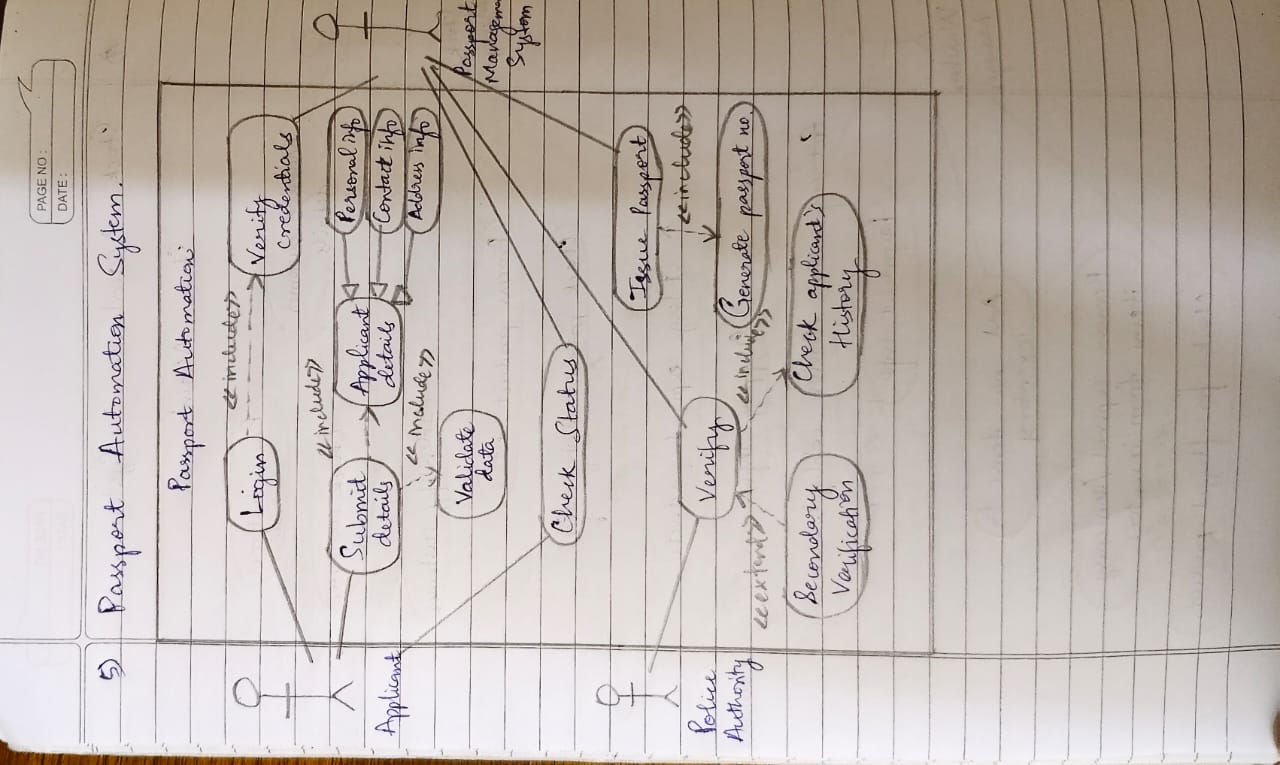 PAGE NO:
DATE:
5) Passport Automation System.
Passport Automation
Login
<<include>>
Verify
credentials
Submit
details
<<include>>
Applicant
details
Personal info
Contact info
Address info
<<include>>
Validate
data
Check Status
Applicant
Passport
Managem
System
Issue Passport
<<include>>
Generate passport no.
Verify
<<include>>
Check applicant's
History
<<extend>>
Secondary
Verification
Police
Authority